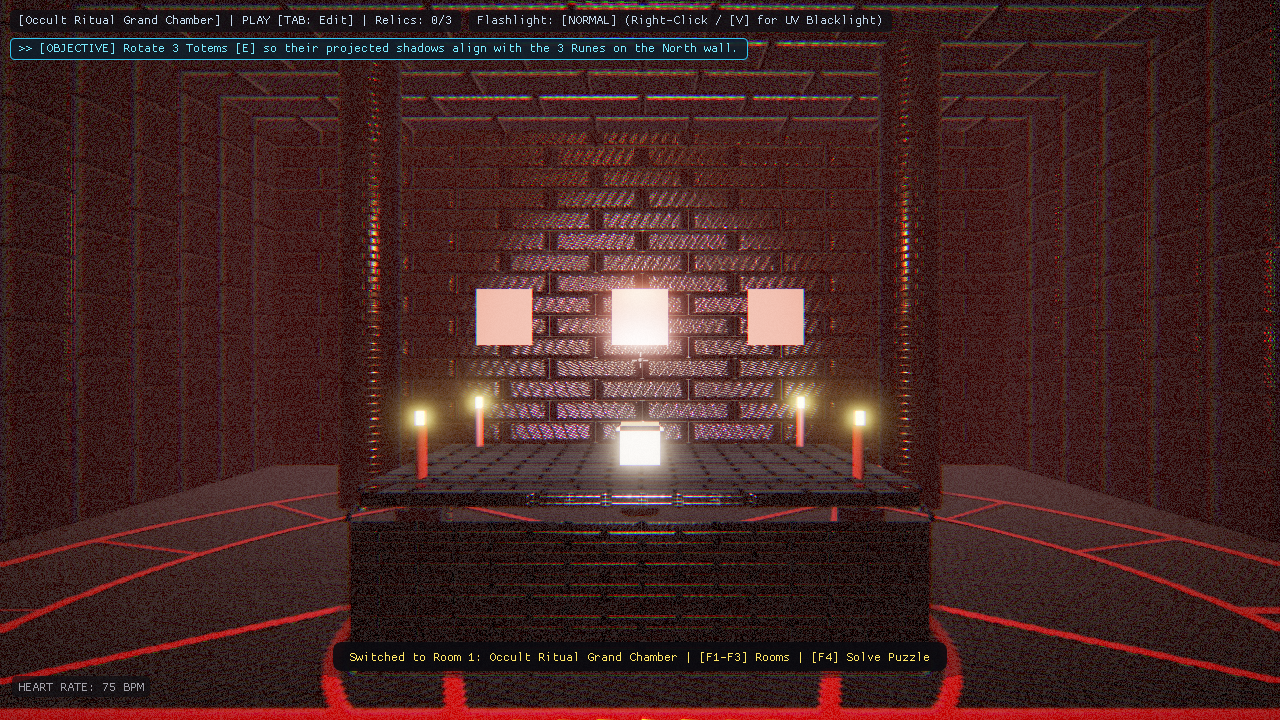 [Occult Ritual Grand Chamber] | PLAY [TAB: Edit] | Relics: 0/3 Flashlight: [NORMAL] (Right-Click / [V] for UV Blacklight)
>> [OBJECTIVE] Rotate 3 Totems [E] so their projected shadows align with the 3 Runes on the North wall.
Switched to Room 1: Occult Ritual Grand Chamber | [F1-F3] Rooms | [F4] Solve Puzzle
HEART RATE: 75 BPM